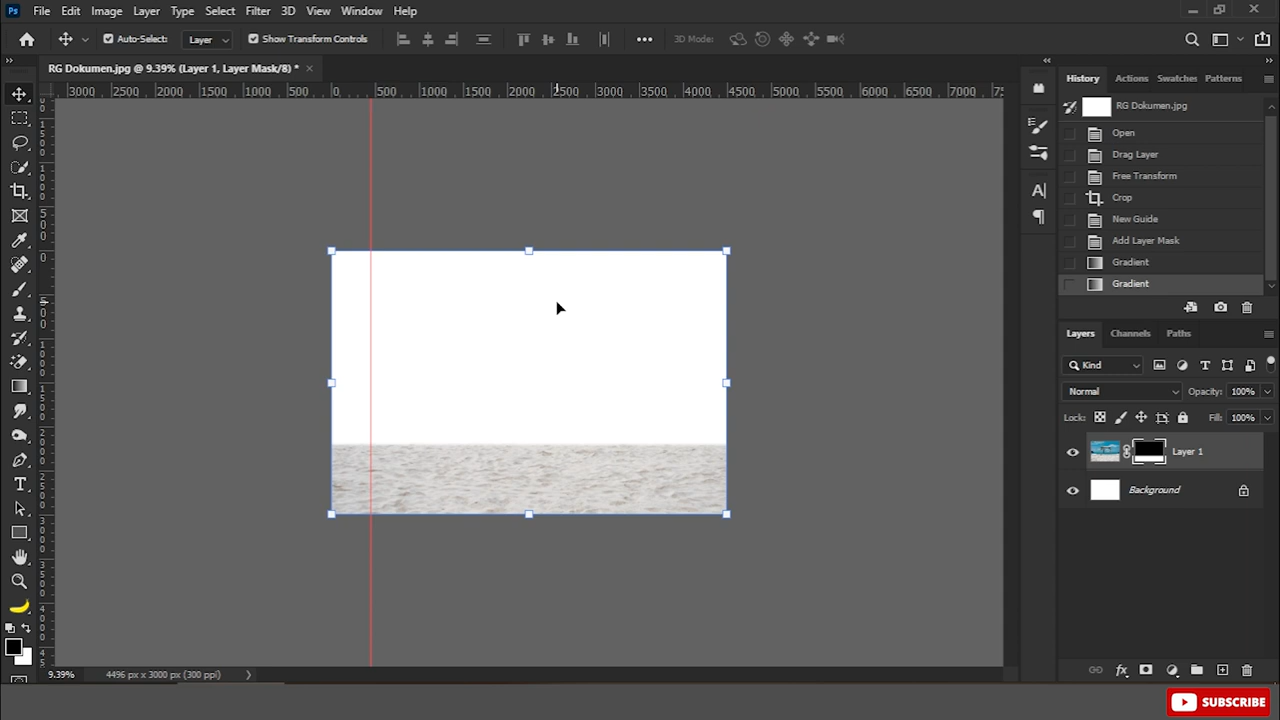 Ps File Edit Image Layer Type Select Filter 3D View Window Help
Auto-Select: Layer Show Transform Controls 3D Mode:
RG Dokumen.jpg @ 9.39% (Layer 1, Layer Mask/8) *
3000 2500 2000 1500 1000 500 0 500 1000 1500 2000 2500 3000 3500 4000 4500 5000 5500 6000 6500 7000
History Actions Swatches Patterns
RG Dokumen.jpg
Open
Drag Layer
Free Transform
Crop
New Guide
Add Layer Mask
Gradient
Gradient
Layers Channels Paths
Kind
Normal Opacity: 100%
Lock: Fill: 100%
Layer 1
Background
9.39% 4496 px x 3000 px (300 ppi)
SUBSCRIBE